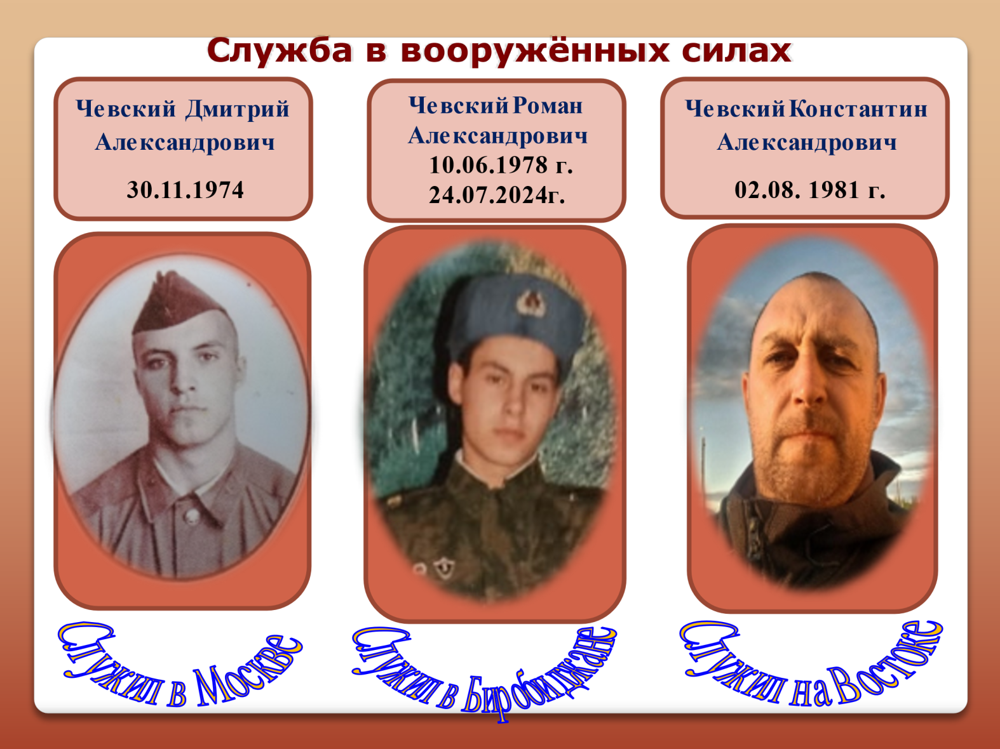 Служба в вооружённых силах
Чевский Дмитрий
Александрович
30.11.1974
Чевский Роман
Александрович
10.06.1978 г.
24.07.2024г.
Чевский Константин
Александрович
02.08. 1981 г.
Служил в Москве
Служил в Биробиджане
Служил на Востоке